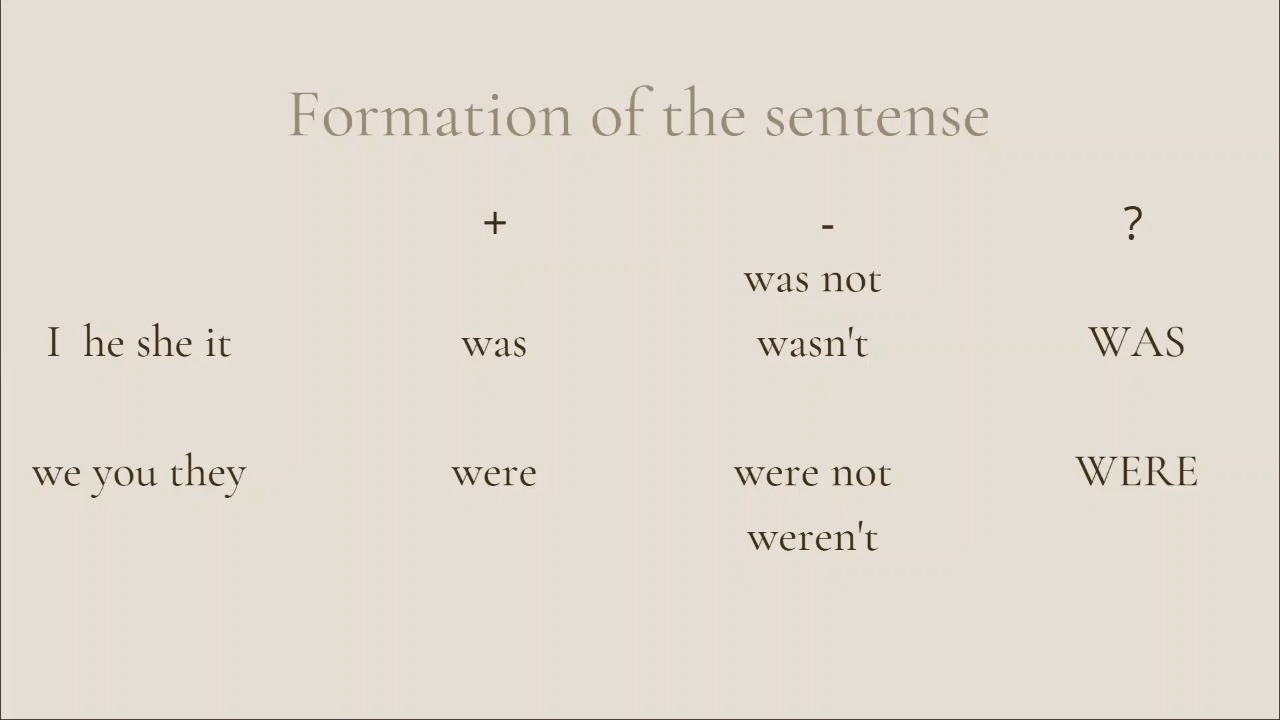 Formation of the sentense
+ - ?
was not
I he she it was wasn't WAS
we you they were were not WERE
weren't